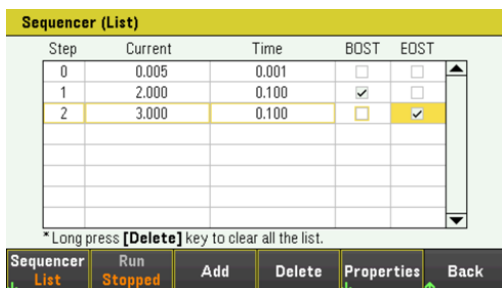 Sequencer (List)
Step Current Time BOST EOST
0 0.005 0.001
1 2.000 0.100
2 3.000 0.100
*Long press [Delete] key to clear all the list.
Sequencer List Run Stopped Add Delete Properties Back